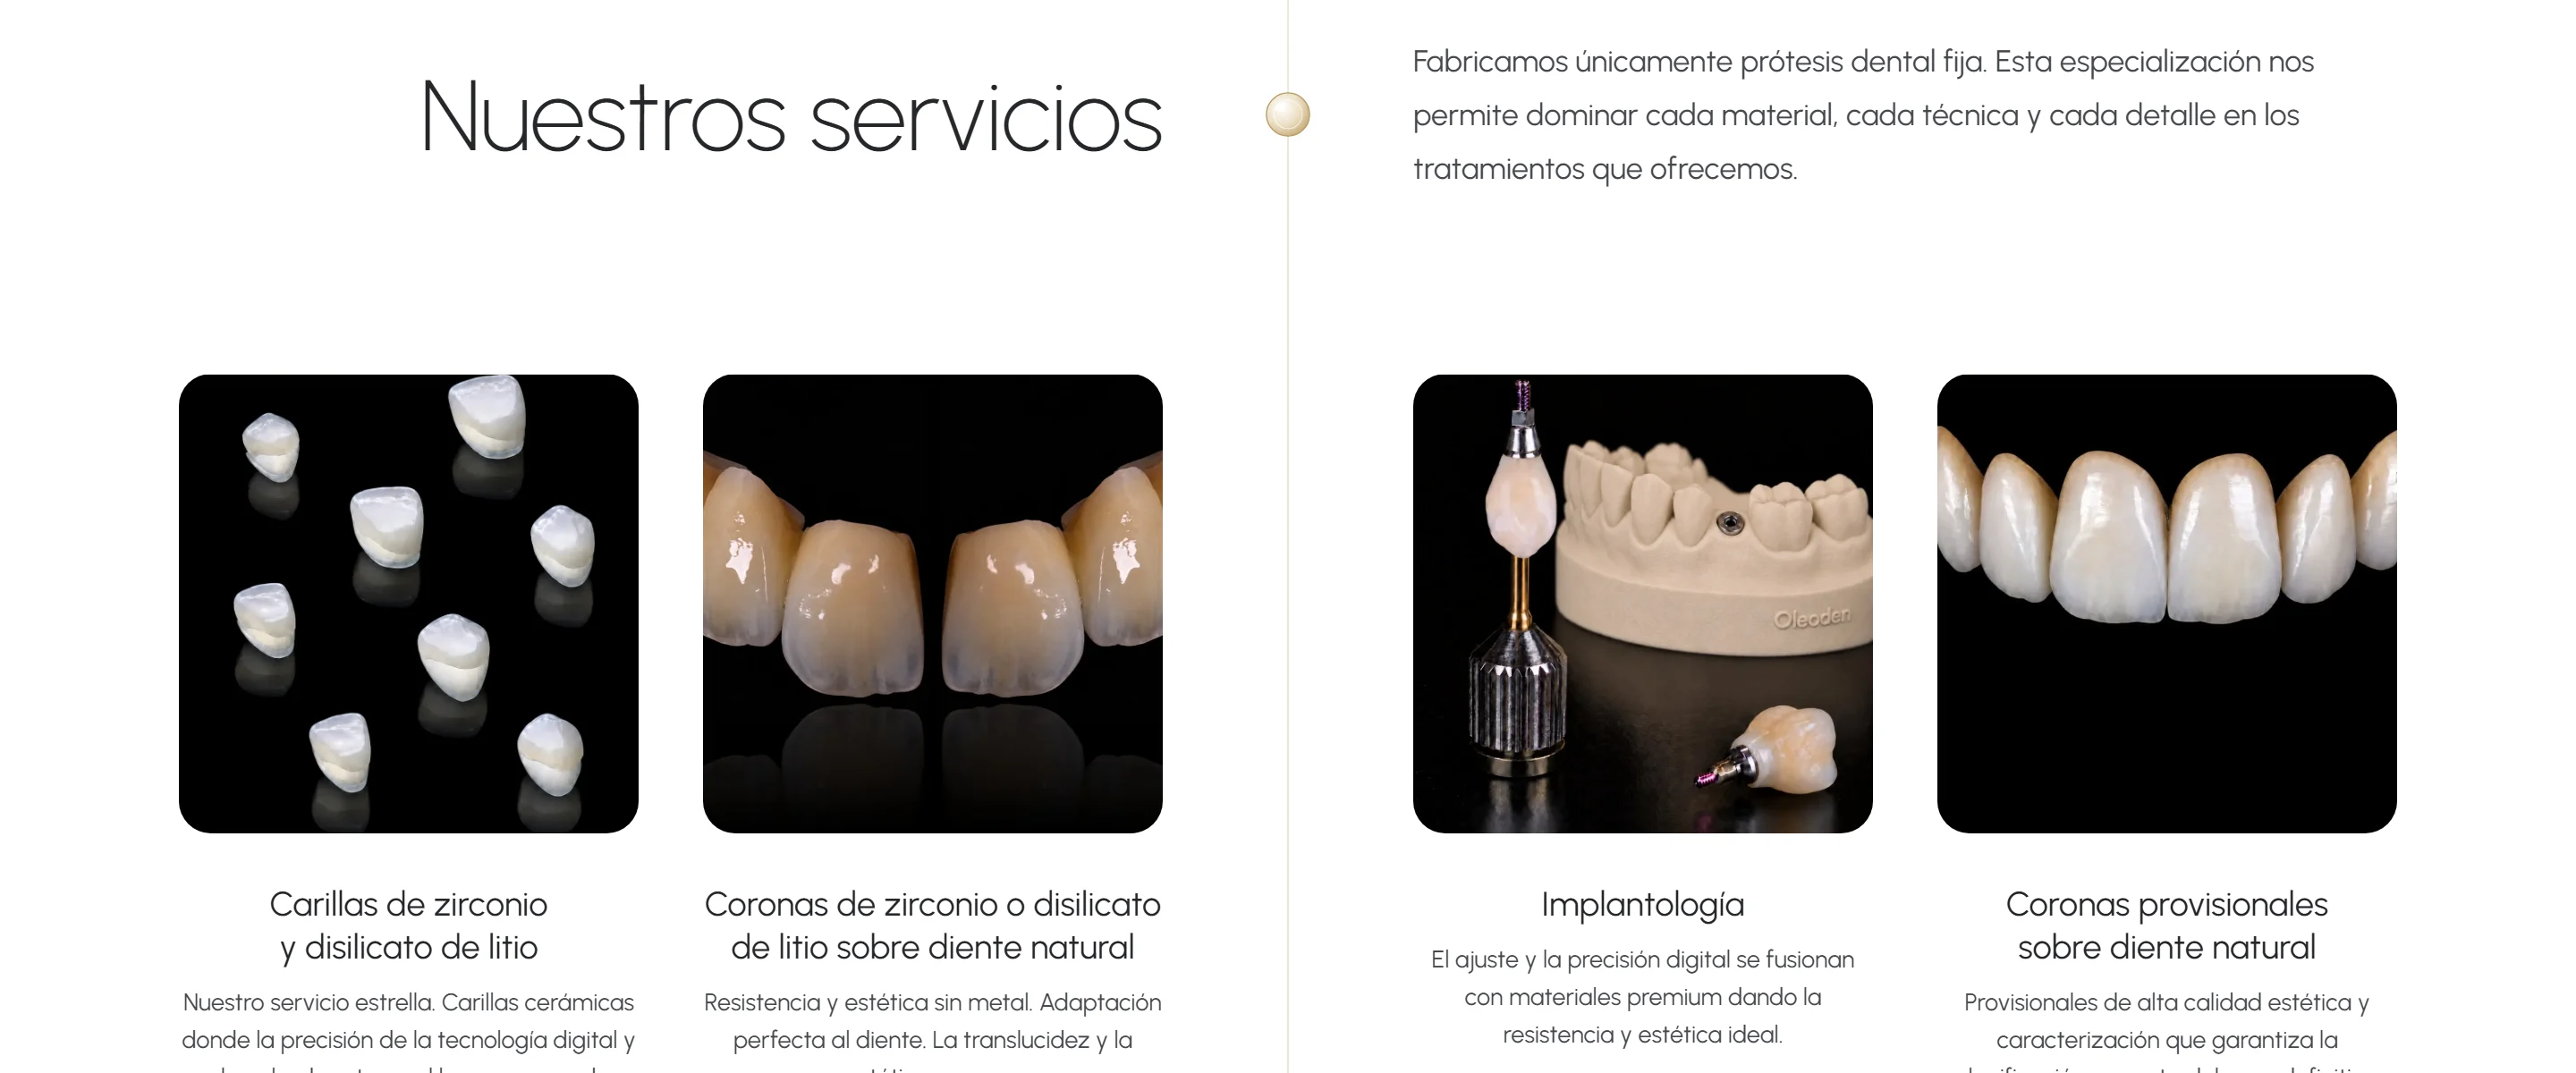 Nuestros servicios
Fabricamos únicamente prótesis dental fija. Esta especialización nos
permite dominar cada material, cada técnica y cada detalle en los
tratamientos que ofrecemos.
Oleoden
Carillas de zirconio
y disilicato de litio
Nuestro servicio estrella. Carillas cerámicas
donde la precisión de la tecnología digital y
Coronas de zirconio o disilicato
de litio sobre diente natural
Resistencia y estética sin metal. Adaptación
perfecta al diente. La translucidez y la
Implantología
El ajuste y la precisión digital se fusionan
con materiales premium dando la
resistencia y estética ideal.
Coronas provisionales
sobre diente natural
Provisionales de alta calidad estética y
caracterización que garantiza la